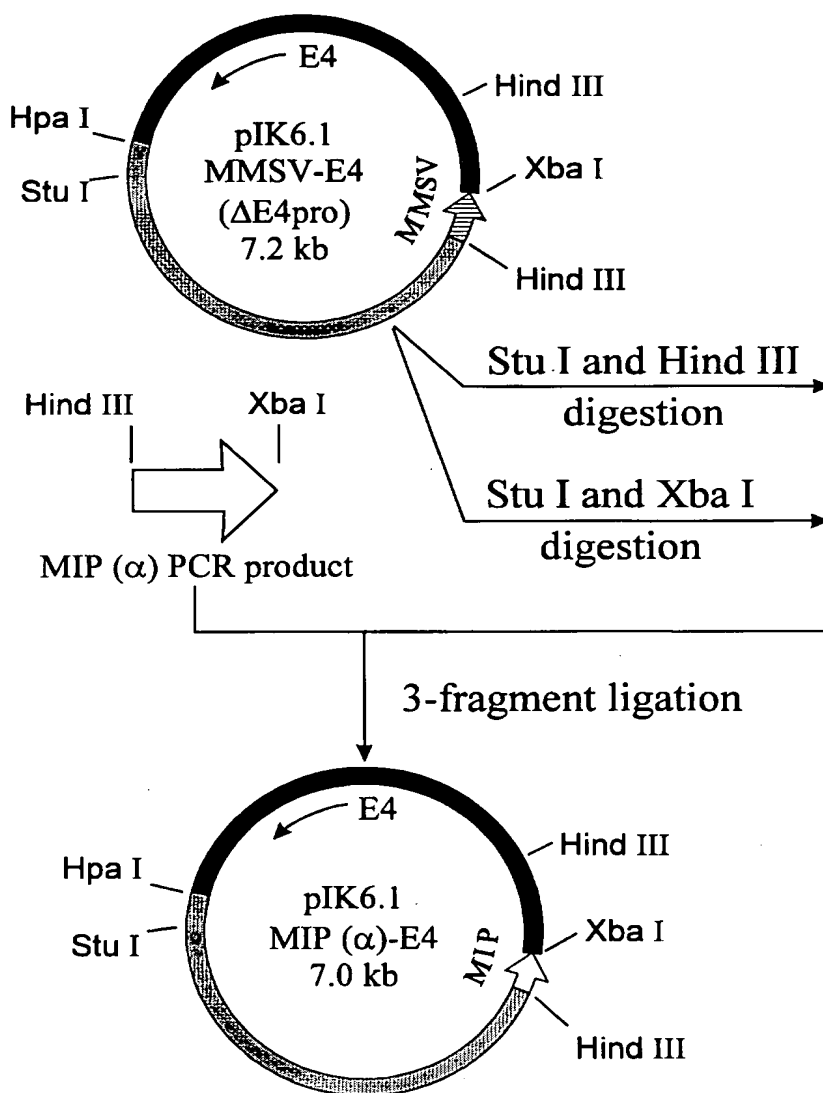 E4
Hind III
Hpa I
pIK6.1
MMSV-E4
(ΔE4pro)
7.2 kb
Stu I
Xba I
MMSV
Hind III
Stu I and Hind III
digestion
Hind III
Xba I
Stu I and Xba I
digestion
MIP (α) PCR product
3-fragment ligation
E4
Hind III
Hpa I
pIK6.1
MIP (α)-E4
7.0 kb
Stu I
Xba I
MIP
Hind III